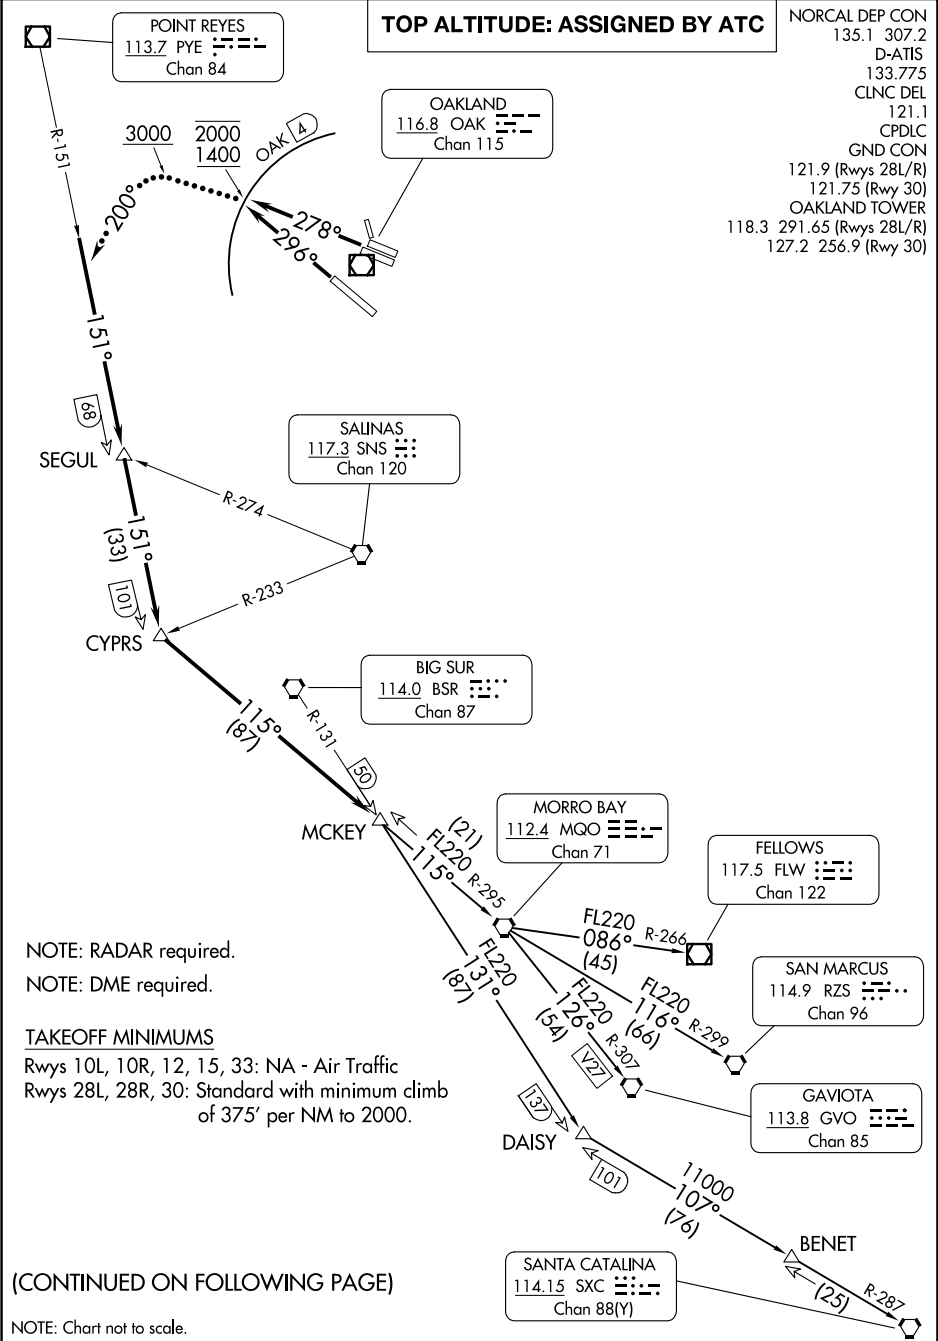 TOP ALTITUDE: ASSIGNED BY ATC
NORCAL DEP CON
135.1 307.2
D-ATIS
133.775
CLNC DEL
121.1
CPDLC
GND CON
121.9 (Rwys 28L/R)
121.75 (Rwy 30)
OAKLAND TOWER
118.3 291.65 (Rwys 28L/R)
127.2 256.9 (Rwy 30)
POINT REYES
113.7 PYE
Chan 84
R-151
OAKLAND
116.8 OAK
Chan 115
3000
2000
1400
OAK 4
200°
278°
296°
151°
68
SEGUL
SALINAS
117.3 SNS
Chan 120
R-274
151°
(33)
101
R-233
CYPRS
BIG SUR
114.0 BSR
Chan 87
115°
(87)
R-131
50
MCKEY
MORRO BAY
112.4 MQO
Chan 71
(21)
FL220
115°
R-295
FELLOWS
117.5 FLW
Chan 122
FL220
086°
(45)
R-266
SAN MARCUS
114.9 RZS
Chan 96
FL220
116°
(66)
R-299
FL220
126°
(54)
R-307
V27
FL220
131°
(87)
GAVIOTA
113.8 GVO
Chan 85
137
DAISY
101
11000
107°
(76)
BENET
(25)
R-287
SANTA CATALINA
114.15 SXC
Chan 88(Y)
NOTE: RADAR required.
NOTE: DME required.
TAKEOFF MINIMUMS
Rwys 10L, 10R, 12, 15, 33: NA - Air Traffic
Rwys 28L, 28R, 30: Standard with minimum climb
of 375' per NM to 2000.
(CONTINUED ON FOLLOWING PAGE)
NOTE: Chart not to scale.